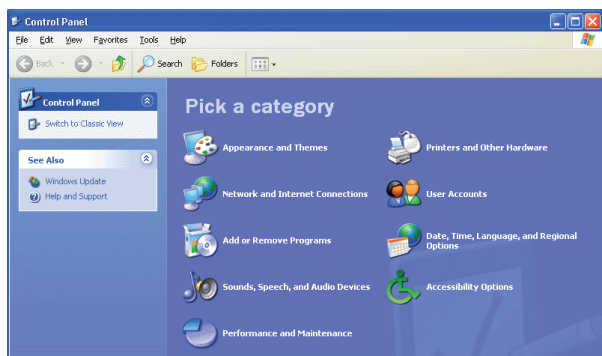 Control Panel
File Edit View Favorites Tools Help
Back Search Folders
Control Panel
Switch to Classic View
See Also
Windows Update
Help and Support
Pick a category
Appearance and Themes
Printers and Other Hardware
Network and Internet Connections
User Accounts
Add or Remove Programs
Date, Time, Language, and Regional
Options
Sounds, Speech, and Audio Devices
Accessibility Options
Performance and Maintenance